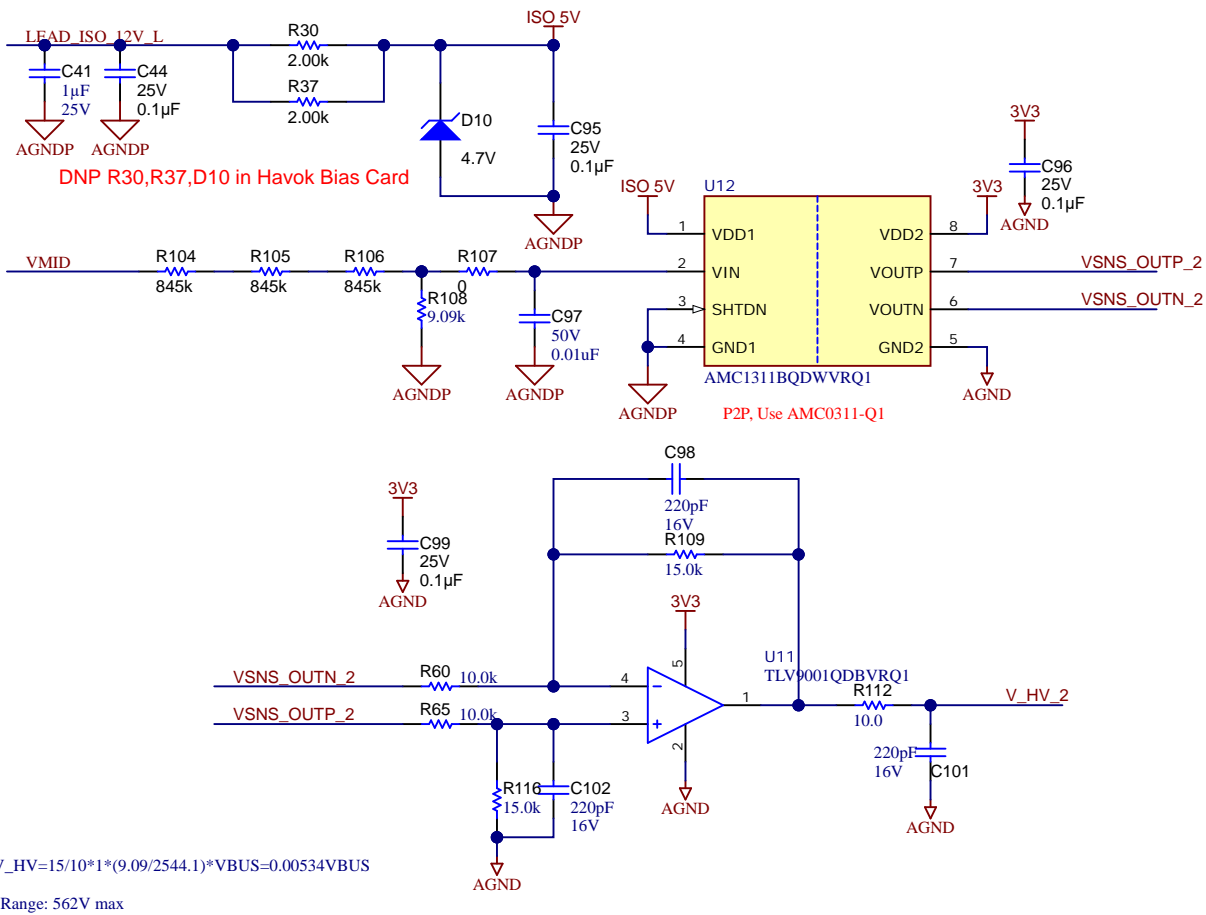 ISO 5V
LEAD_ISO_12V_L
R30
2.00k
C41
1µF
25V
C44
25V
0.1µF
R37
2.00k
D10
4.7V
C95
25V
0.1µF
AGNDP
AGNDP
DNP R30,R37,D10 in Havok Bias Card
AGNDP
3V3
C96
25V
0.1µF
AGND
ISO 5V
U12
3V3
1
VDD1
VDD2
8
VMID
R104
845k
R105
845k
R106
845k
R107
0
2
VIN
VOUTP
7
VSNS_OUTP_2
R108
9.09k
C97
50V
0.01uF
3
SHTDN
VOUTN
6
VSNS_OUTN_2
4
GND1
GND2
5
AMC1311BQDWVRQ1
AGNDP
AGNDP
AGNDP
AGND
P2P, Use AMC0311-Q1
C98
220pF
16V
3V3
C99
25V
0.1µF
AGND
R109
15.0k
3V3
U11
TLV9001QDBVRQ1
VSNS_OUTN_2
R60
10.0k
4
5
1
R112
10.0
V_HV_2
VSNS_OUTP_2
R65
10.0k
3
2
220pF
16V
C101
R116
15.0k
C102
220pF
16V
AGND
AGND
AGND
V_HV=15/10*1*(9.09/2544.1)*VBUS=0.00534VBUS
Range: 562V max